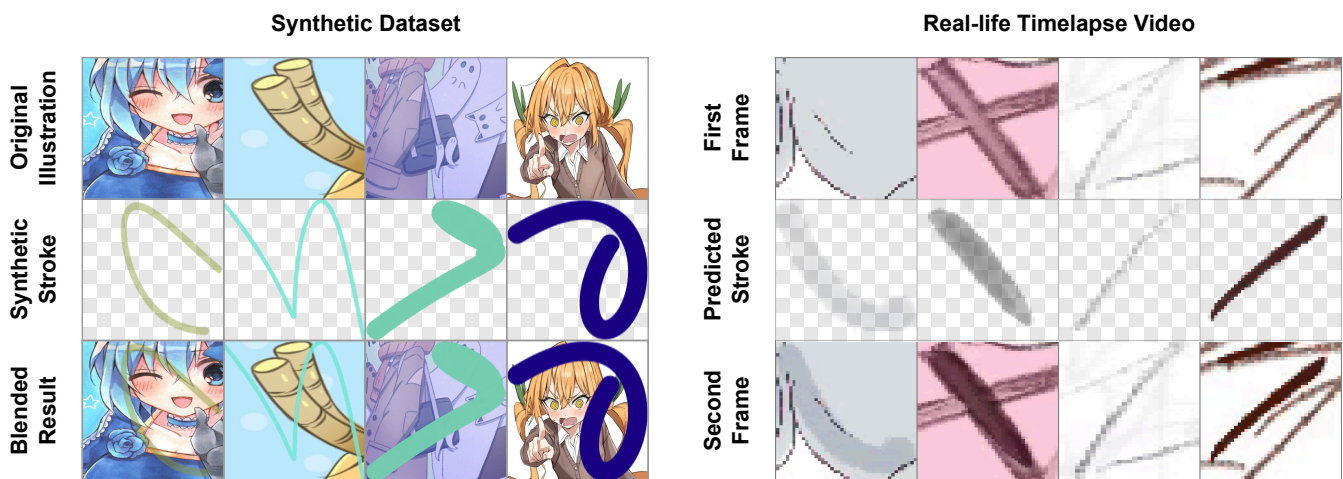 Synthetic Dataset
Real-life Timelapse Video
Original
Illustration
First
Frame
Synthetic
Stroke
Predicted
Stroke
Blended
Result
Second
Frame